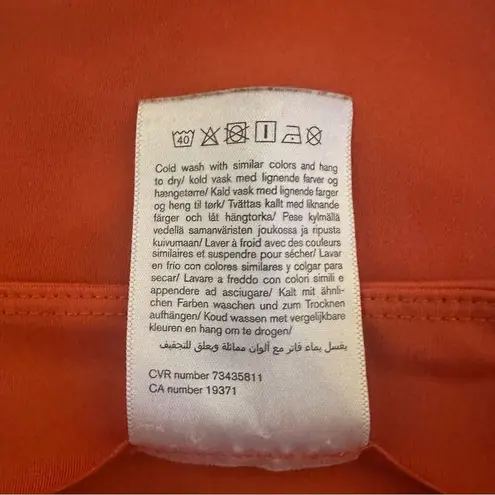 40
Cold wash with similar colors and hang
to dry/ kold vask med lignende farver og
hængetørre/ Kald vask med lignende farger
og heng til tørk/ Tvättas kallt med liknande
färger och låt hängtorka/ Pese kylmällä
vedellä samanväristen joukossa ja ripusta
kuivumaan/ Laver à froid avec des couleurs
similaires et suspendre pour sécher/ Lavar
en frio con colores similares y colgar para
secar/ Lavare a freddo con colori simili e
appendere ad asciugare/ Kalt mit ähnli-
chen Farben waschen und zum Trocknen
aufhängen/ Koud wassen met vergelijkbare
kleuren en hang om te drogen/
يغسل بماء فاتر مع ألوان مماثلة ويعلق للتجفيف
CVR number 73435811
CA number 19371